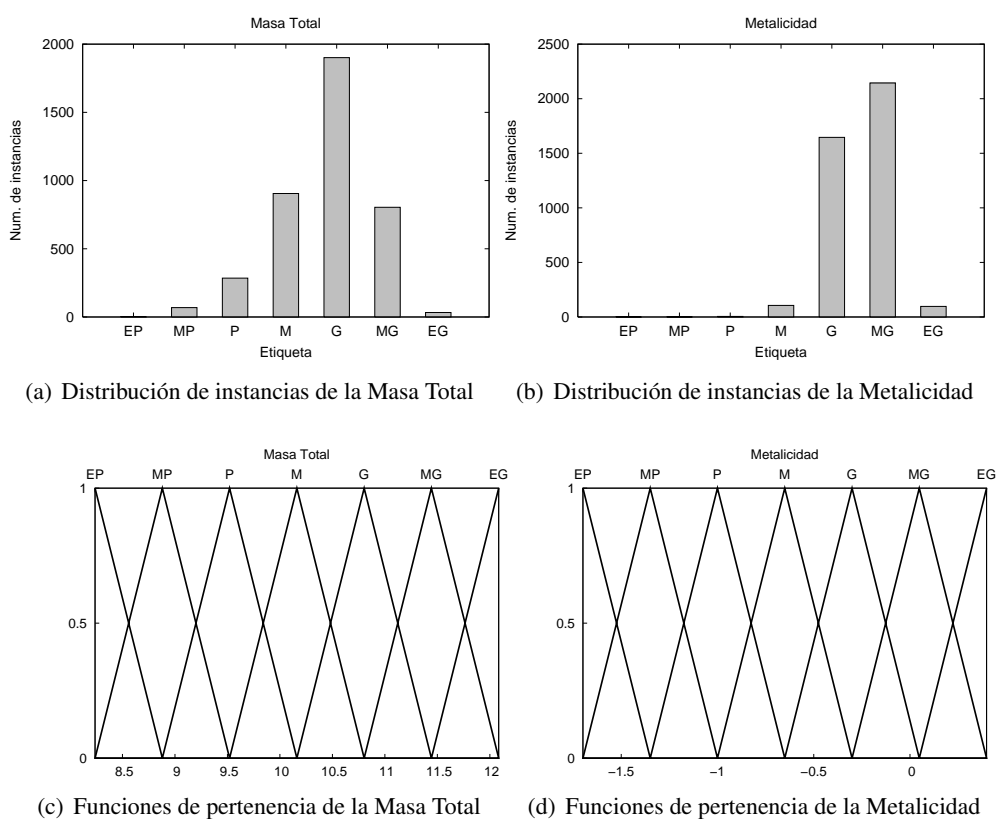 Masa Total
2000
1500
1000
500
0
Num. de instancias
EP MP P M G MG EG
Etiqueta
Metalicidad
2500
2000
1500
1000
500
0
Num. de instancias
EP MP P M G MG EG
Etiqueta
(a) Distribución de instancias de la Masa Total
(b) Distribución de instancias de la Metalicidad
Masa Total
EP MP P M G MG EG
1
0.5
0
8.5 9 9.5 10 10.5 11 11.5 12
Metalicidad
EP MP P M G MG EG
1
0.5
0
−1.5 −1 −0.5 0
(c) Funciones de pertenencia de la Masa Total
(d) Funciones de pertenencia de la Metalicidad